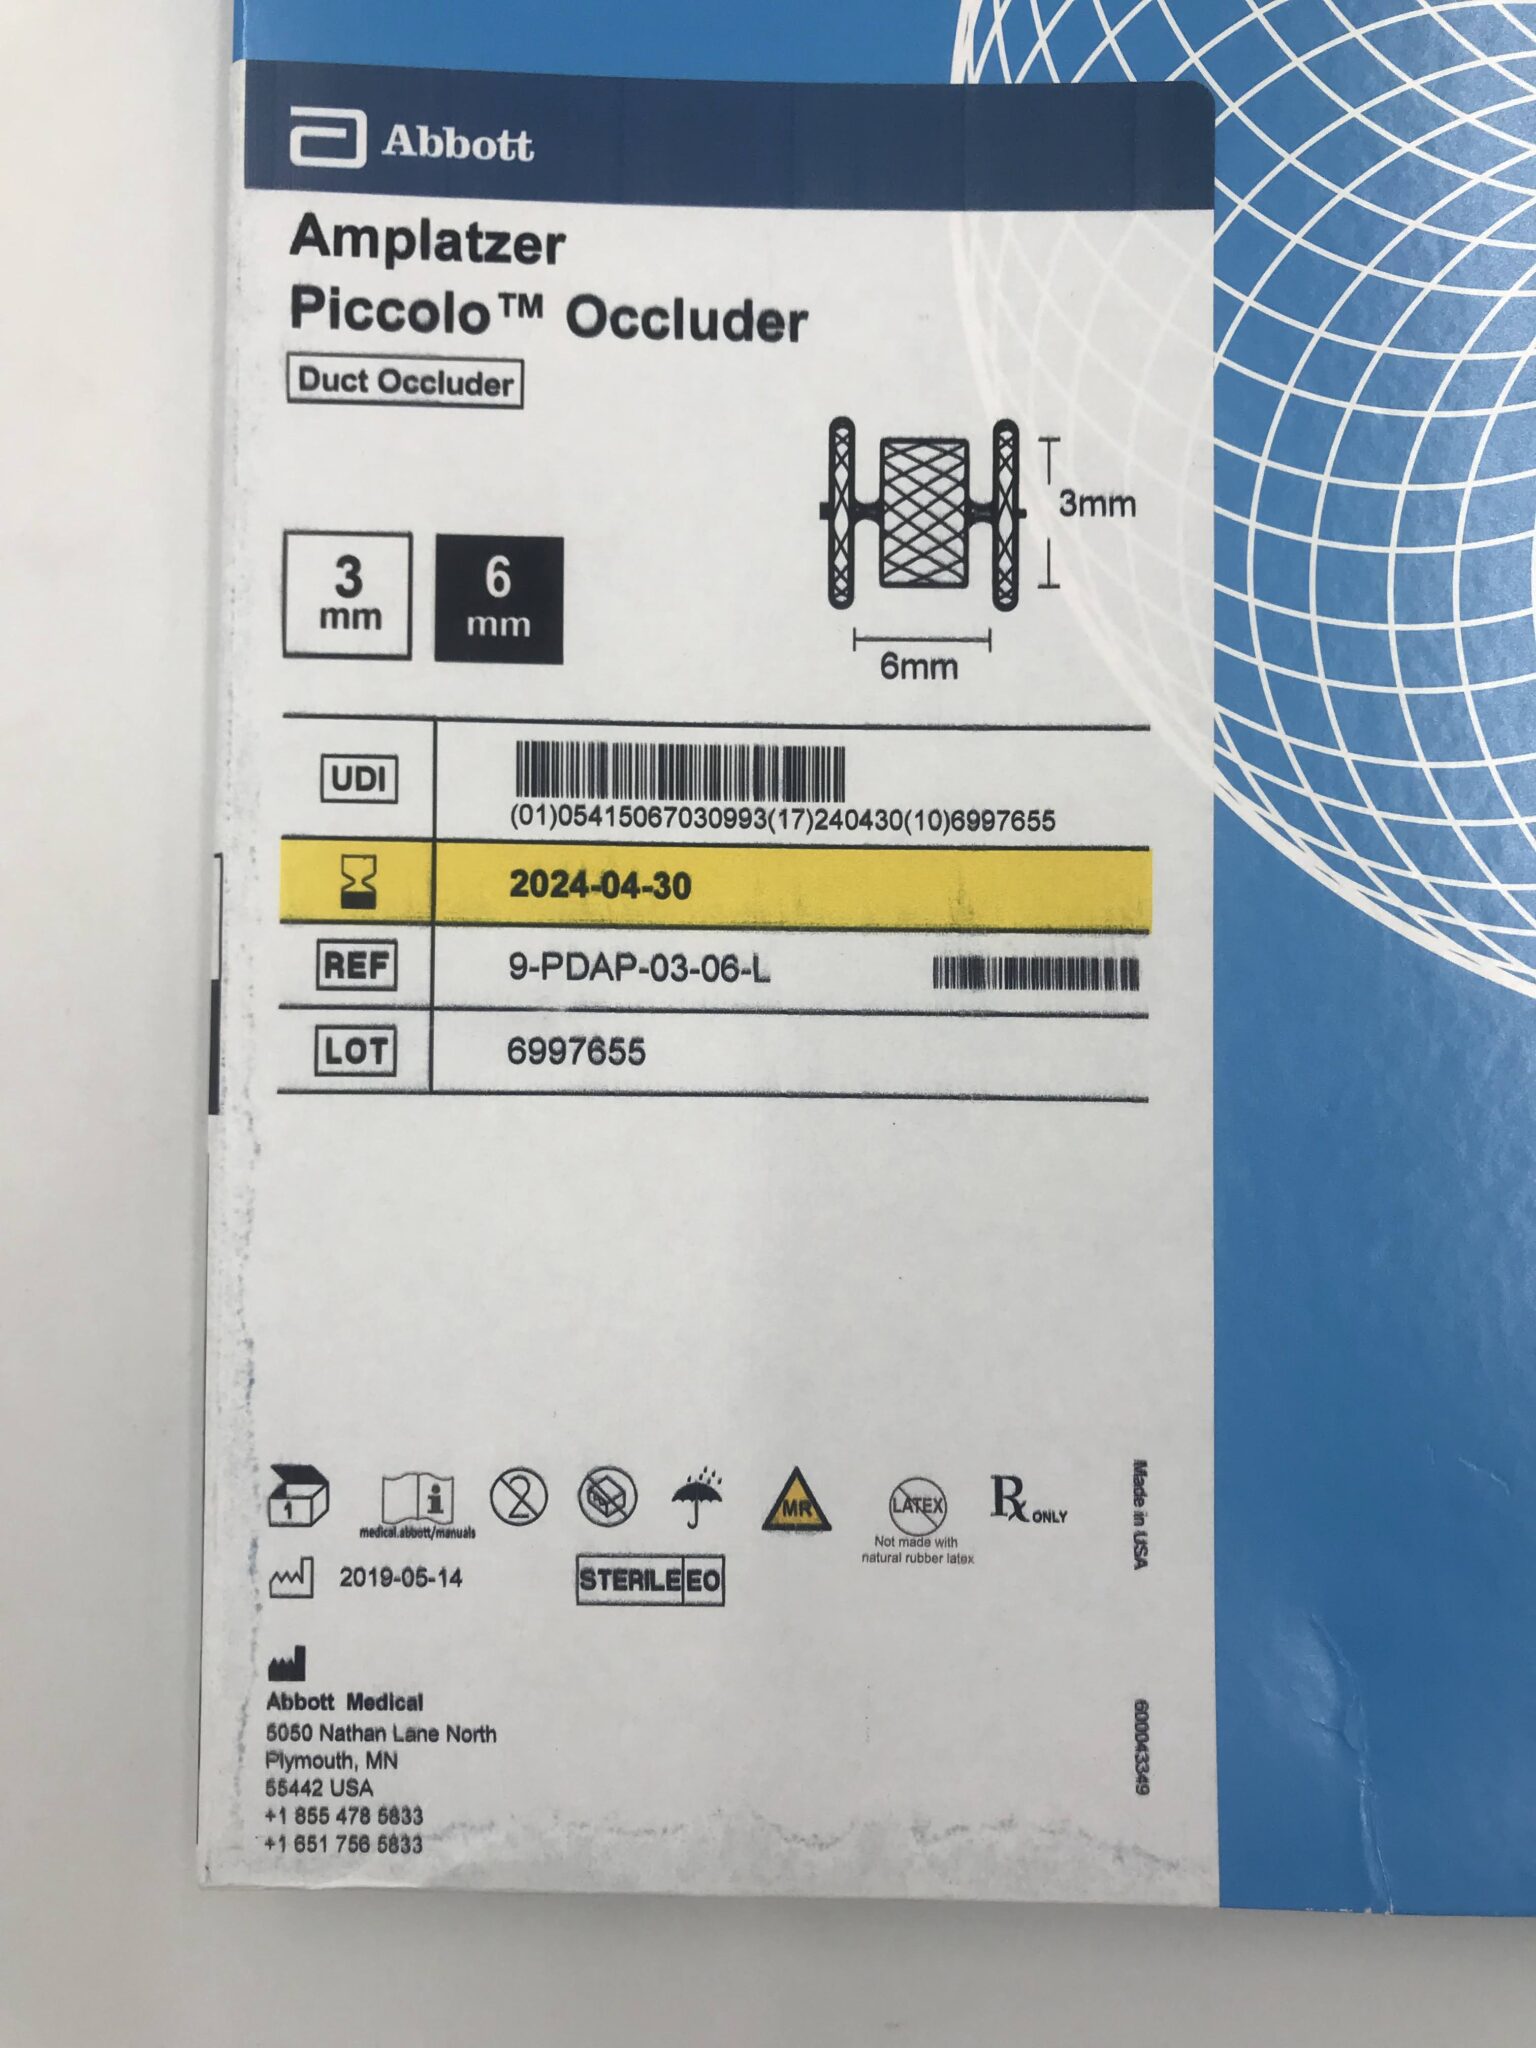 Abbott
Amplatzer
Piccolo™ Occluder
Duct Occluder
3mm
3
mm
6
mm
6mm
UDI
(01)05415067030993(17)240430(10)6997655
2024-04-30
REF
9-PDAP-03-06-L
LOT
6997655
1
i
medical.abbott/manuals
2
MR
LATEX
Not made with
natural rubber latex
Rx ONLY
Made in USA
2019-05-14
STERILE EO
Abbott Medical
5050 Nathan Lane North
Plymouth, MN
55442 USA
+1 855 478 5833
+1 651 756 5833
600043349